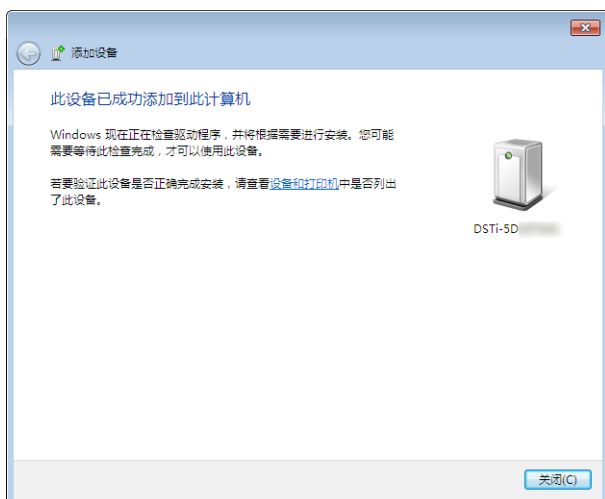 添加设备
此设备已成功添加到此计算机
Windows 现在正在检查驱动程序，并将根据需要进行安装。您可能
需要等待此检查完成，才可以使用此设备。
若要验证此设备是否正确完成安装，请查看设备和打印机中是否列出
了此设备。
DSTi-5D
关闭(C)